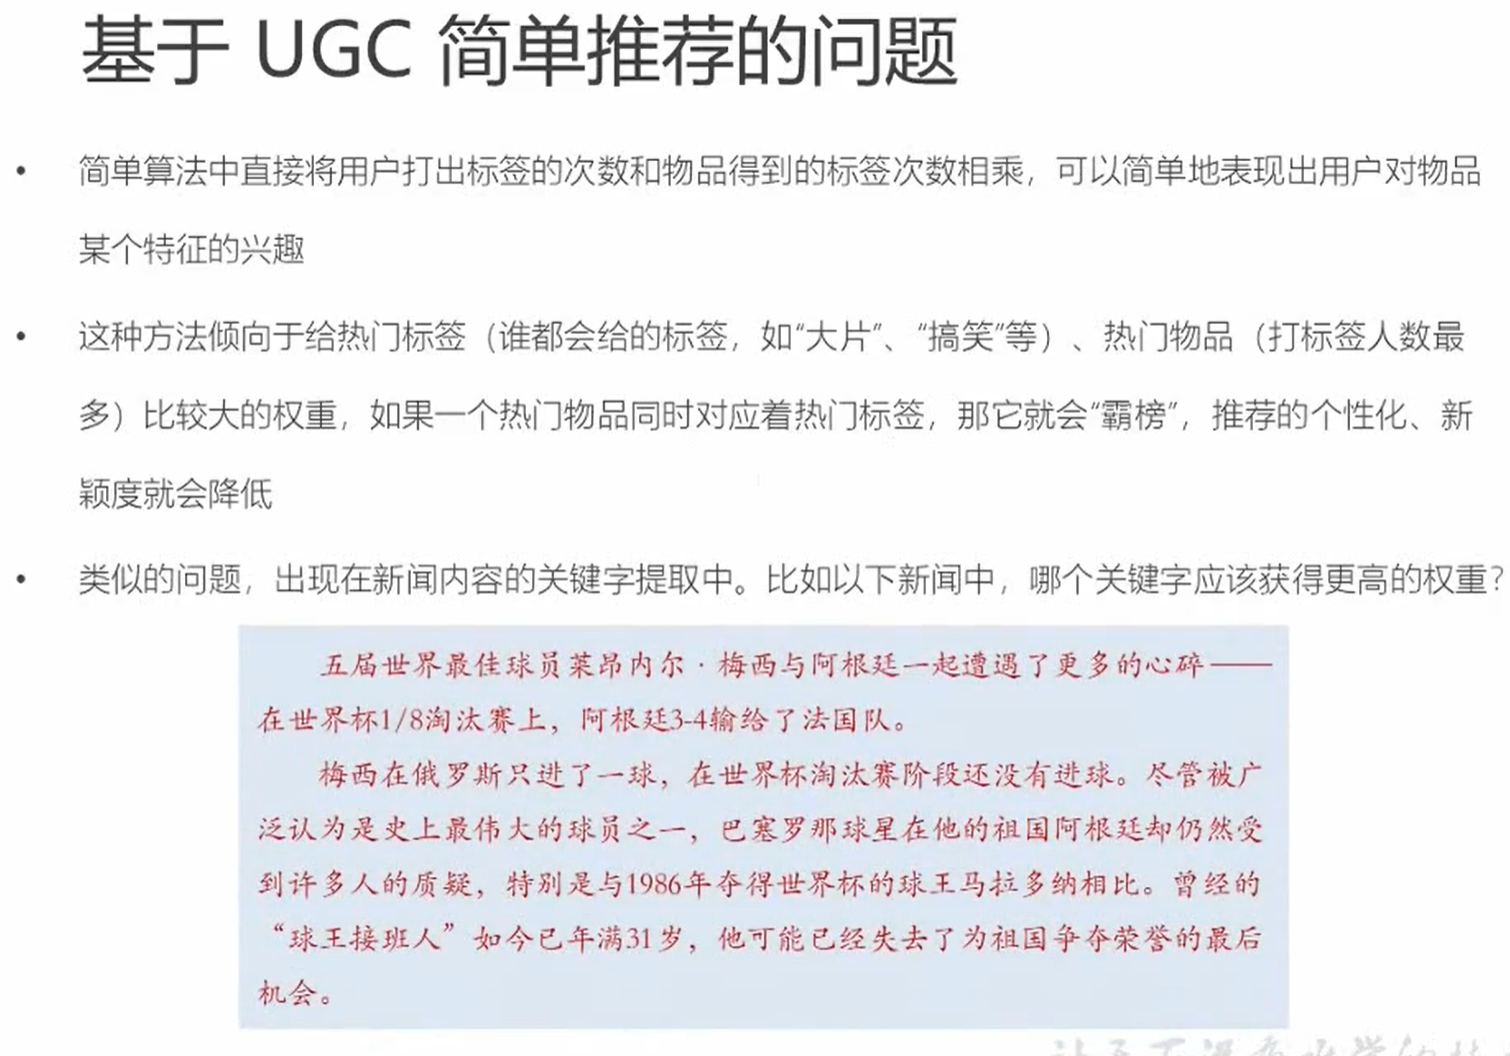 基于 UGC 简单推荐的问题
• 简单算法中直接将用户打出标签的次数和物品得到的标签次数相乘，可以简单地表现出用户对物品
某个特征的兴趣
• 这种方法倾向于给热门标签（谁都会给的标签，如“大片”、“搞笑”等）、热门物品（打标签人数最
多）比较大的权重，如果一个热门物品同时对应着热门标签，那它就会“霸榜”，推荐的个性化、新
颖度就会降低
• 类似的问题，出现在新闻内容的关键字提取中。比如以下新闻中，哪个关键字应该获得更高的权重？
五届世界最佳球员莱昂内尔·梅西与阿根廷一起遭遇了更多的心碎——
在世界杯1/8淘汰赛上，阿根廷3-4输给了法国队。
梅西在俄罗斯只进了一球，在世界杯淘汰赛阶段还没有进球。尽管被广
泛认为是史上最伟大的球员之一，巴塞罗那球星在他的祖国阿根廷却仍然受
到许多人的质疑，特别是与1986年夺得世界杯的球王马拉多纳相比。曾经的
“球王接班人”如今已年满31岁，他可能已经失去了为祖国争夺荣誉的最后
机会。